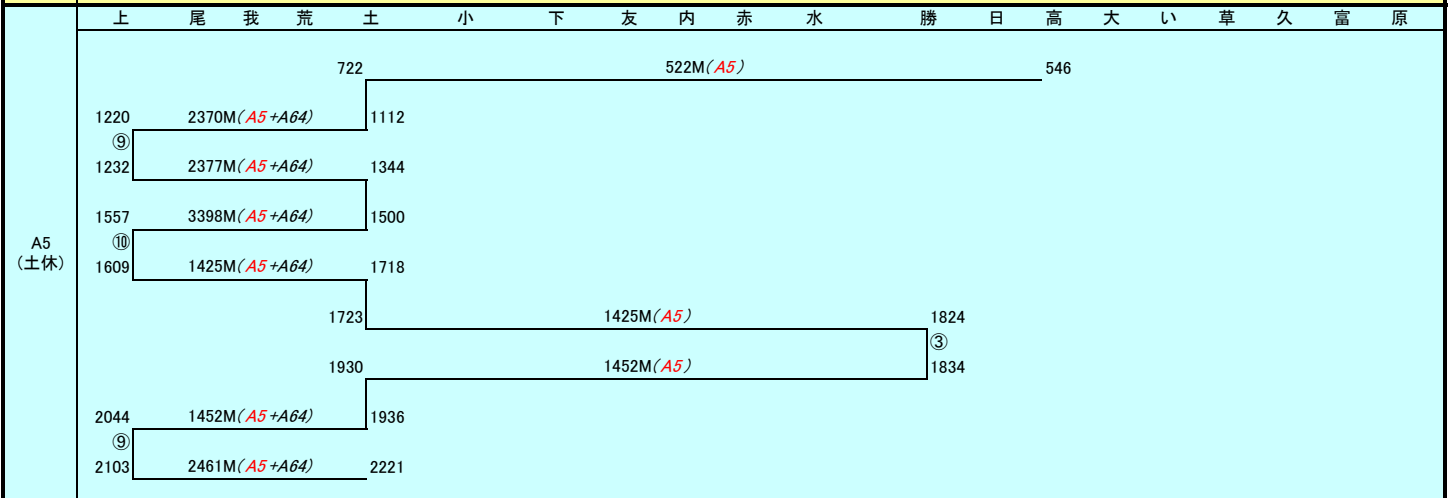 上 尾 我 荒 土 小 下 友 内 赤 水 勝 日 高 大 い 草 久 富 原
722 522M(A5) 546
1220 2370M(A5+A64) 1112
⑨
1232 2377M(A5+A64) 1344
1557 3398M(A5+A64) 1500
⑩
A5
(土休)
1609 1425M(A5+A64) 1718
1723 1425M(A5) 1824
③
1930 1452M(A5) 1834
2044 1452M(A5+A64) 1936
⑨
2103 2461M(A5+A64) 2221